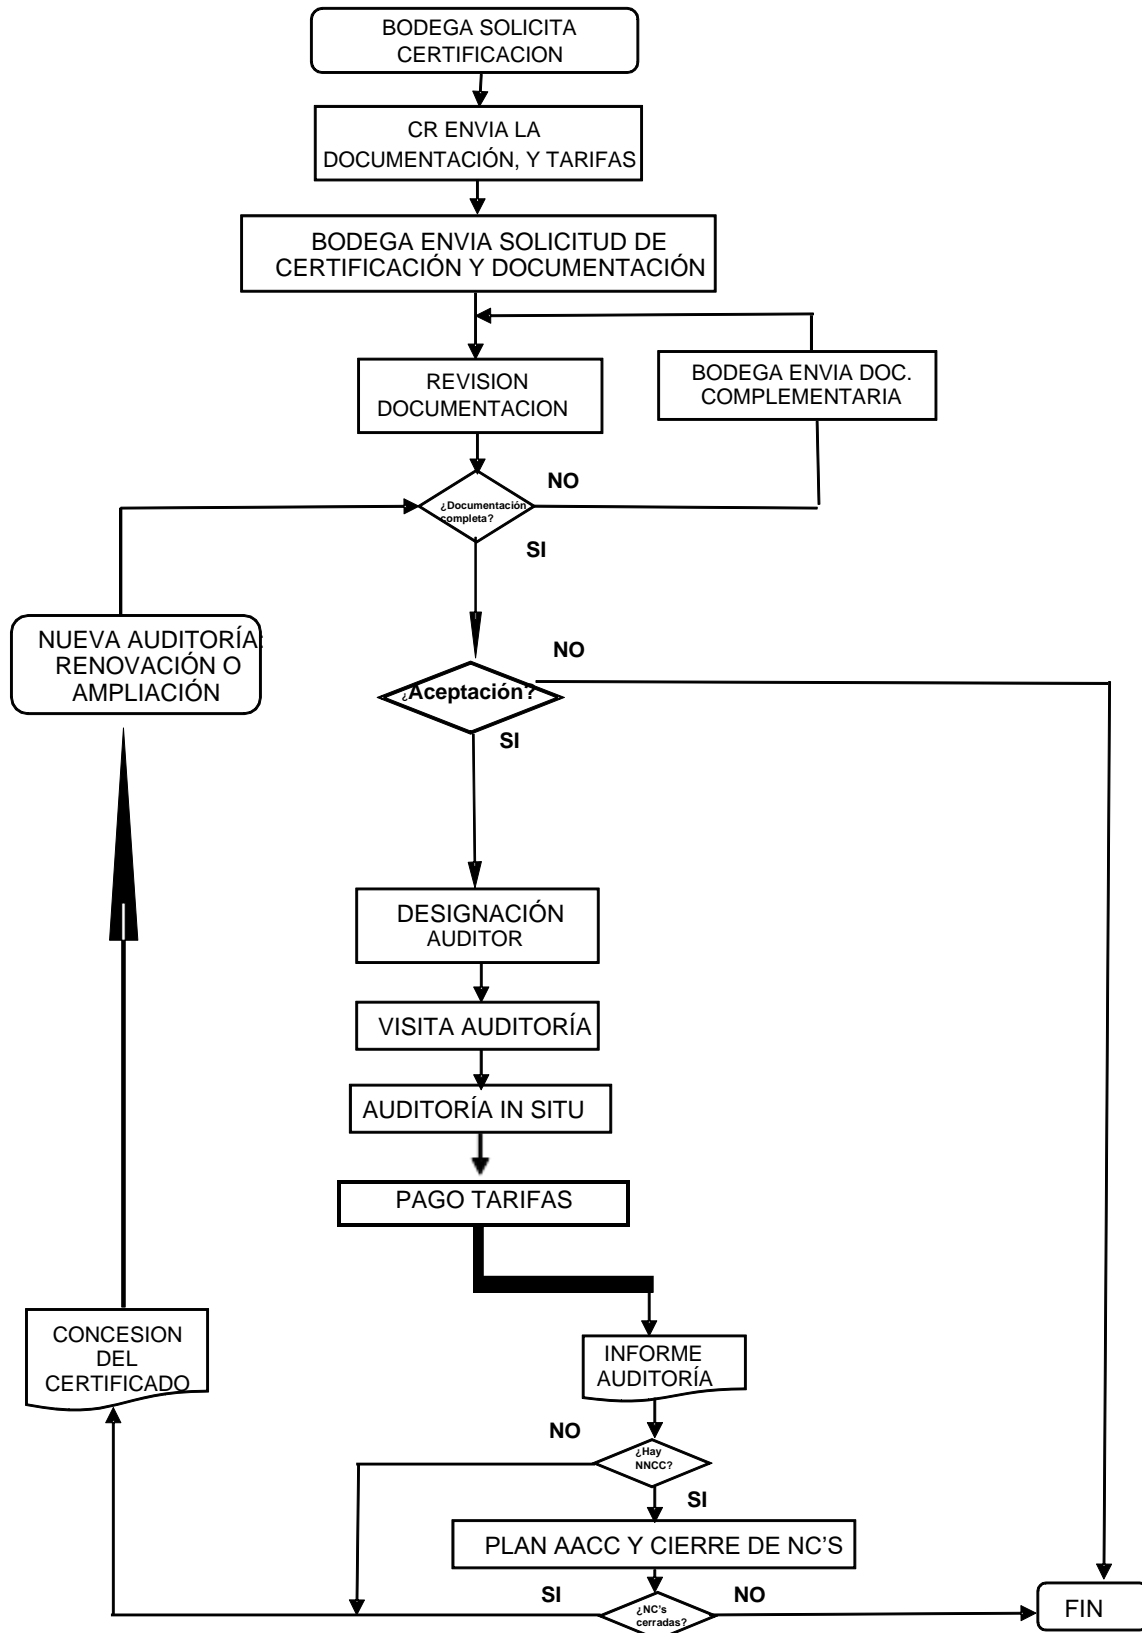 BODEGA SOLICITA
CERTIFICACION
CR ENVIA LA
DOCUMENTACIÓN, Y TARIFAS
BODEGA ENVIA SOLICITUD DE
CERTIFICACIÓN Y DOCUMENTACIÓN
REVISION
DOCUMENTACION
BODEGA ENVIA DOC.
COMPLEMENTARIA
NO
¿Documentación
completa?
SI
NUEVA AUDITORÍA:
RENOVACIÓN O
AMPLIACIÓN
NO
¿Aceptación?
SI
DESIGNACIÓN
AUDITOR
VISITA AUDITORÍA
AUDITORÍA IN SITU
PAGO TARIFAS
CONCESION
DEL
CERTIFICADO
INFORME
AUDITORÍA
NO
¿Hay
NNCC?
SI
PLAN AACC Y CIERRE DE NC'S
SI
NO
¿NC's
cerradas?
FIN